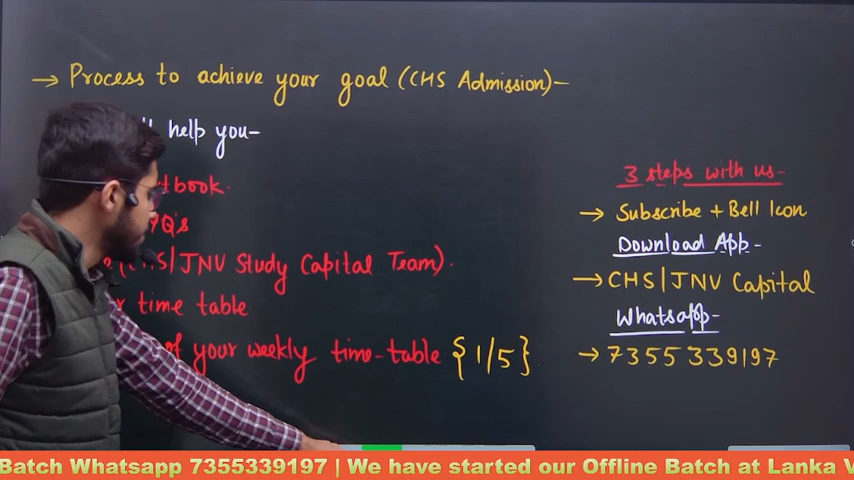 → Process to achieve your goal (CHS Admission)-
help you-
tbook.
Q's
/JNV Study Capital Team).
time table
of your weekly time-table {1/5}
3 steps with us-
→ Subscribe + Bell Icon
Download App-
→ CHS/JNV Capital
Whatsapp-
→ 7355339197
Batch Whatsapp 7355339197 | We have started our Offline Batch at Lanka V